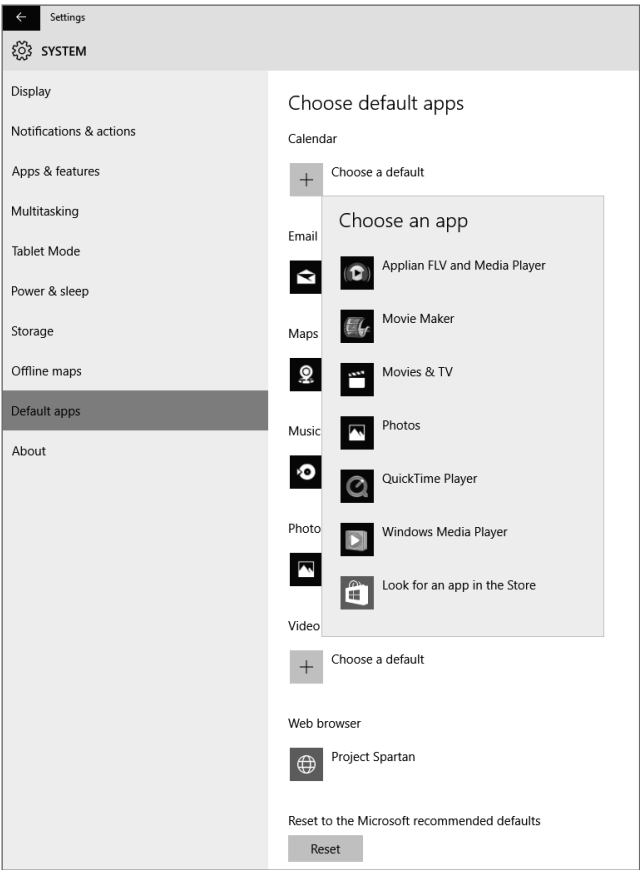 Settings
SYSTEM
Display
Notifications & actions
Apps & features
Multitasking
Tablet Mode
Power & sleep
Storage
Offline maps
Default apps
About
Choose default apps
Calendar
Choose a default
Choose an app
Applian FLV and Media Player
Movie Maker
Movies & TV
Photos
QuickTime Player
Windows Media Player
Look for an app in the Store
Email
Maps
Music
Photo
Video
Choose a default
Web browser
Project Spartan
Reset to the Microsoft recommended defaults
Reset